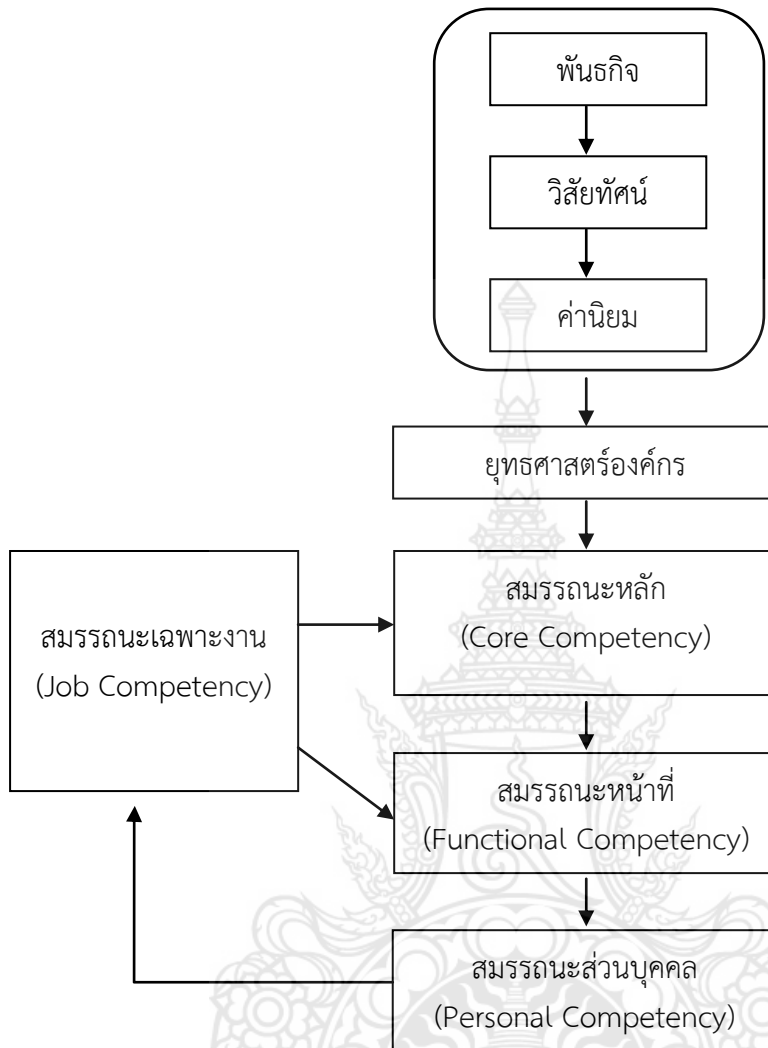 พันธกิจ
วิสัยทัศน์
ค่านิยม
ยุทธศาสตร์องค์กร
สมรรถนะเฉพาะงาน
(Job Competency)
สมรรถนะหลัก
(Core Competency)
สมรรถนะหน้าที่
(Functional Competency)
สมรรถนะส่วนบุคคล
(Personal Competency)